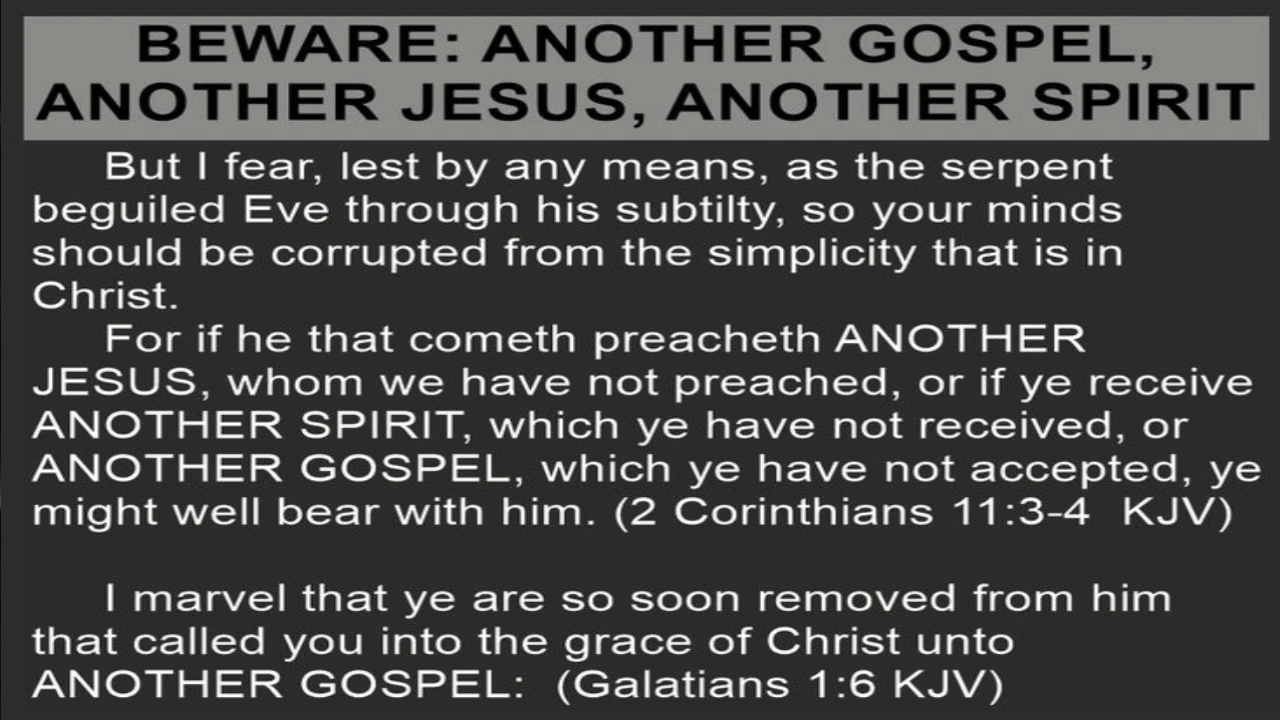 BEWARE: ANOTHER GOSPEL,
ANOTHER JESUS, ANOTHER SPIRIT
But I fear, lest by any means, as the serpent
beguiled Eve through his subtilty, so your minds
should be corrupted from the simplicity that is in
Christ.
For if he that cometh preacheth ANOTHER
JESUS, whom we have not preached, or if ye receive
ANOTHER SPIRIT, which ye have not received, or
ANOTHER GOSPEL, which ye have not accepted, ye
might well bear with him. (2 Corinthians 11:3-4  KJV)
I marvel that ye are so soon removed from him
that called you into the grace of Christ unto
ANOTHER GOSPEL:  (Galatians 1:6 KJV)